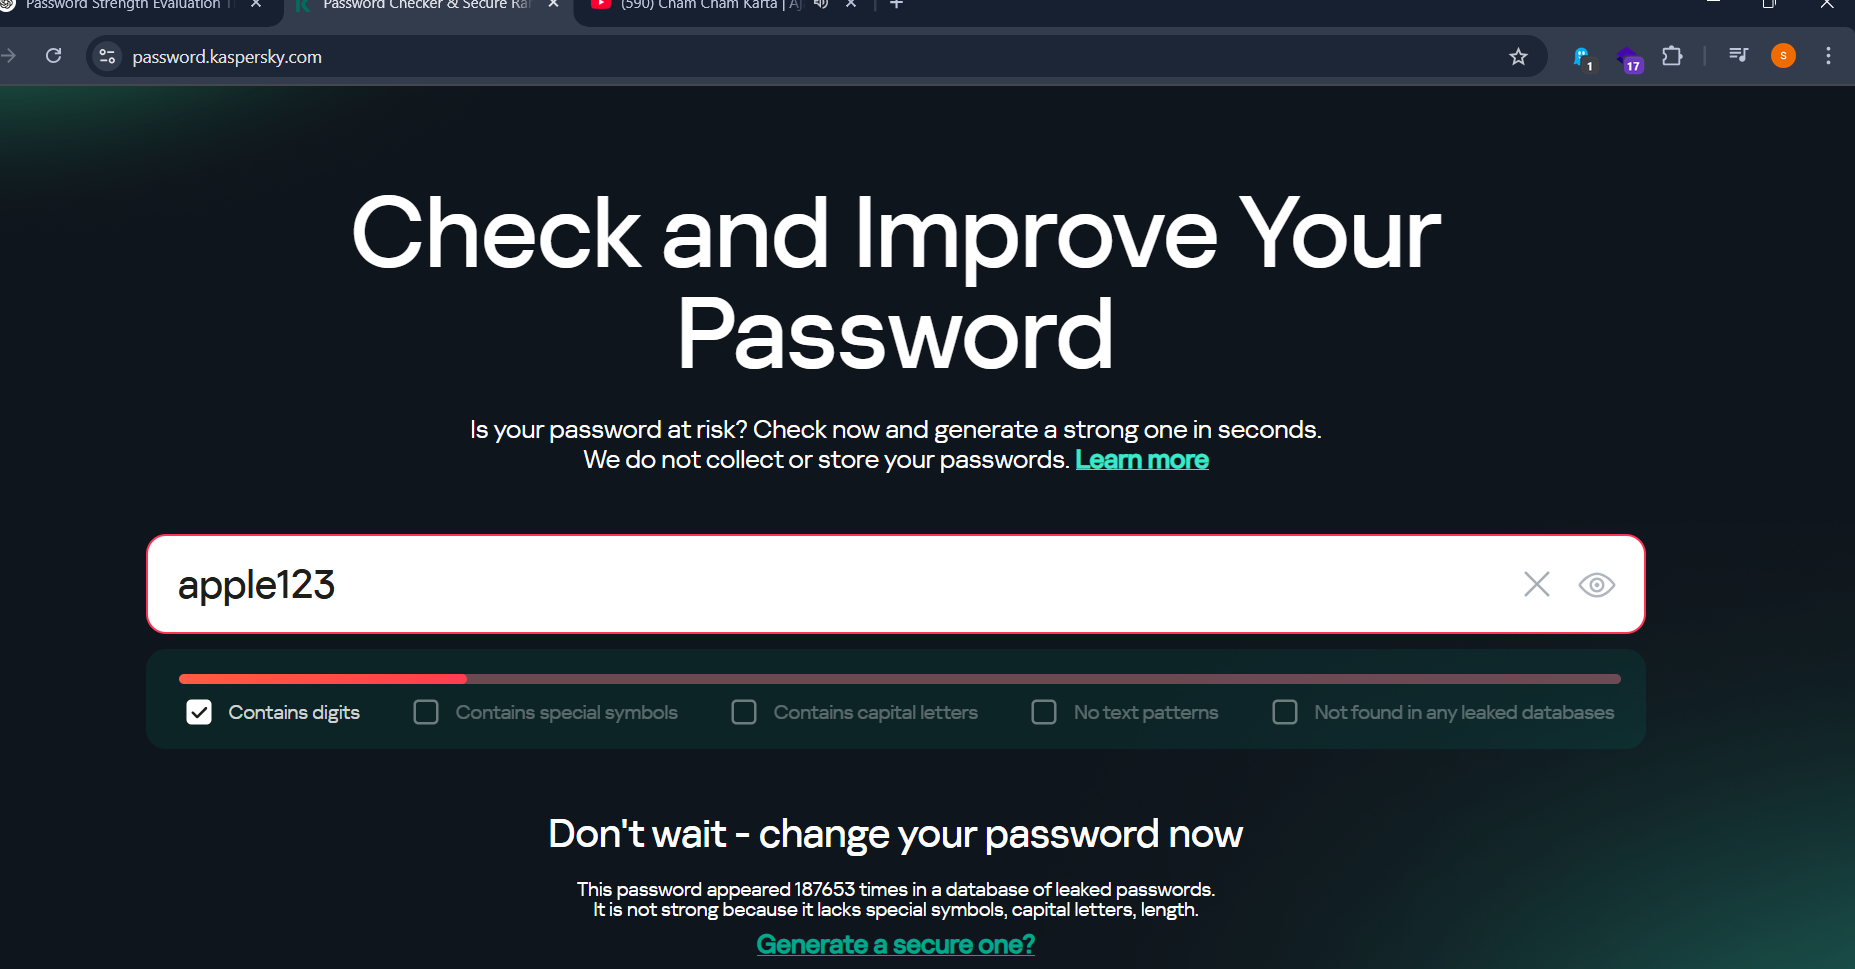 Password Strength Evaluation
Password Checker & Secure Ra
(590) Cham Cham Karta | Aj
password.kaspersky.com
1
17
s
Check and Improve Your
Password
Is your password at risk? Check now and generate a strong one in seconds.
We do not collect or store your passwords. Learn more
apple123
Contains digits
Contains special symbols
Contains capital letters
No text patterns
Not found in any leaked databases
Don't wait - change your password now
This password appeared 187653 times in a database of leaked passwords.
It is not strong because it lacks special symbols, capital letters, length.
Generate a secure one?